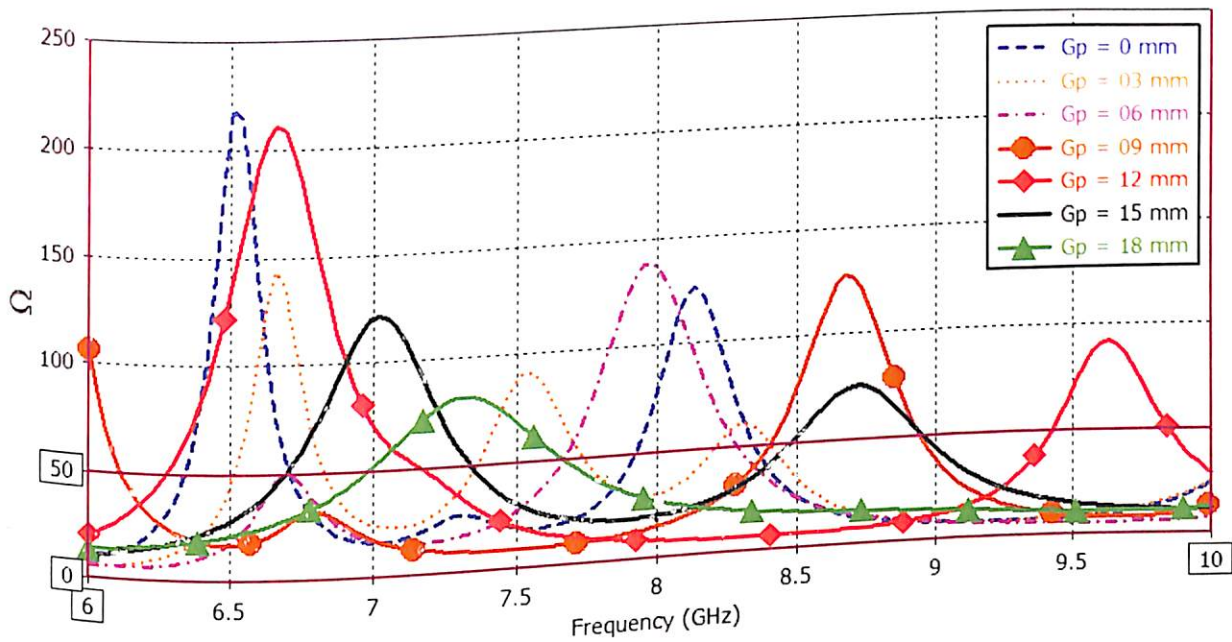 250
200
150
100
50
0
Ω
6
6.5
7
7.5
8
8.5
9
9.5
10
Frequency (GHz)
Gp = 0 mm
Gp = 03 mm
Gp = 06 mm
Gp = 09 mm
Gp = 12 mm
Gp = 15 mm
Gp = 18 mm